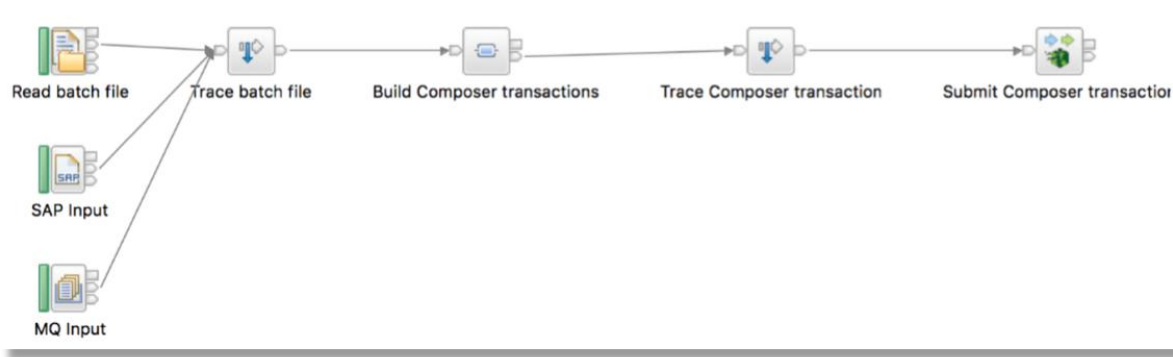 Read batch file
Trace batch file
Build Composer transactions
Trace Composer transaction
Submit Composer transaction
SAP
SAP Input
MQ Input